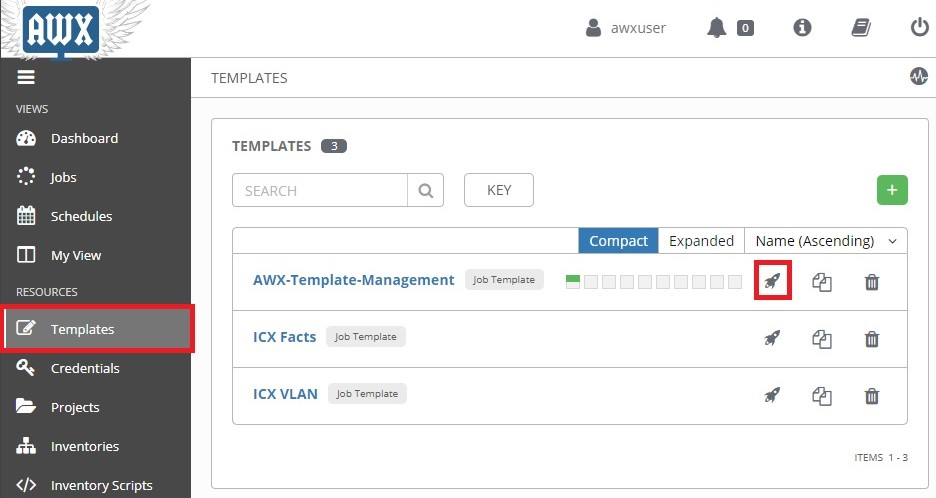 AWX
awxuser
0
VIEWS
Dashboard
Jobs
Schedules
My View
RESOURCES
Templates
Credentials
Projects
Inventories
Inventory Scripts
TEMPLATES
TEMPLATES 3
SEARCH
KEY
+
Compact Expanded Name (Ascending)
AWX-Template-Management Job Template
ICX Facts Job Template
ICX VLAN Job Template
ITEMS 1 - 3